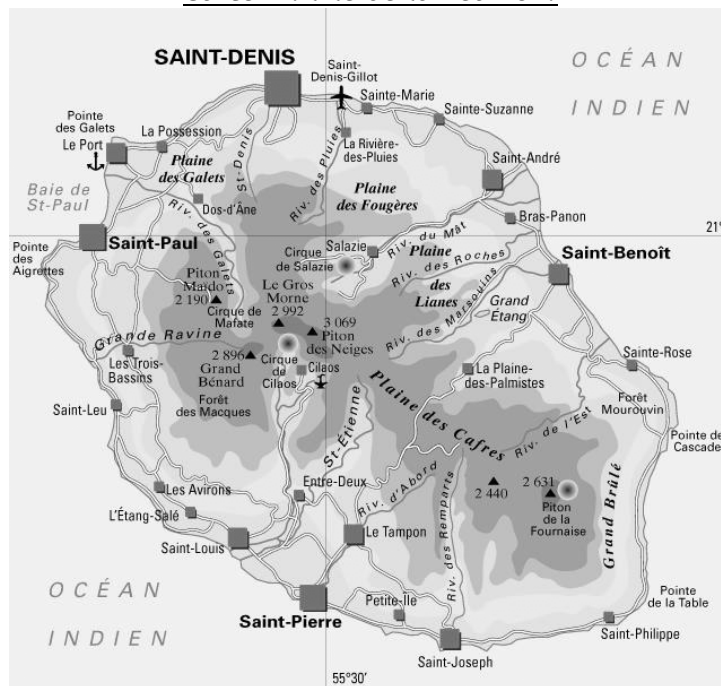 SAINT-DENIS
Saint-
Denis-Gillot
OCÉAN
INDIEN
Sainte-Marie
Sainte-Suzanne
Pointe
des Galets
Le Port
La Possession
Plaine
des Galets
Riv. St-Denis
Riv. des Pluies
La Rivière-
des-Pluies
Saint-André
Plaine
des Fougères
Baie de
St-Paul
Dos-d'Âne
Riv. des Galets
Bras-Panon
21°
Saint-Paul
Pointe
des
Aigrettes
Salazie
Cirque
de Salazie
Riv. du Mât
Plaine
des
Lianes
Riv. des Roches
Saint-Benoît
Piton
Maïdo
2 190
Cirque de
Mafate
Le Gros
Morne
2 992
3 069
Piton
des Neiges
Riv. des Marsouins
Grand
Étang
Grande Ravine
2 896
Grand
Bénard
Cirque
de
Cilaos
Cilaos
Les Trois-
Bassins
Forêt
des Macques
La Plaine-
des-Palmistes
Sainte-Rose
Forêt
Mourouvin
Saint-Leu
St-Étienne
Plaine des Cafres
Riv. de l'Est
Pointe de
Cascade
Les Avirons
Entre-Deux
Riv. d'Abord
Riv. des Remparts
2 440
2 631
Piton
de la
Fournaise
Grand Brûlé
L'Étang-Salé
Saint-Louis
Le Tampon
OCÉAN
INDIEN
Saint-Pierre
Petite-Île
Pointe
de la Table
Saint-Philippe
Saint-Joseph
55°30'